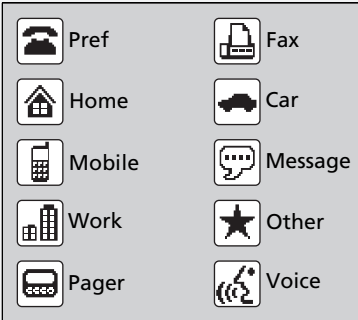 Pref
Fax
Home
Car
Mobile
Message
Work
Other
Pager
Voice